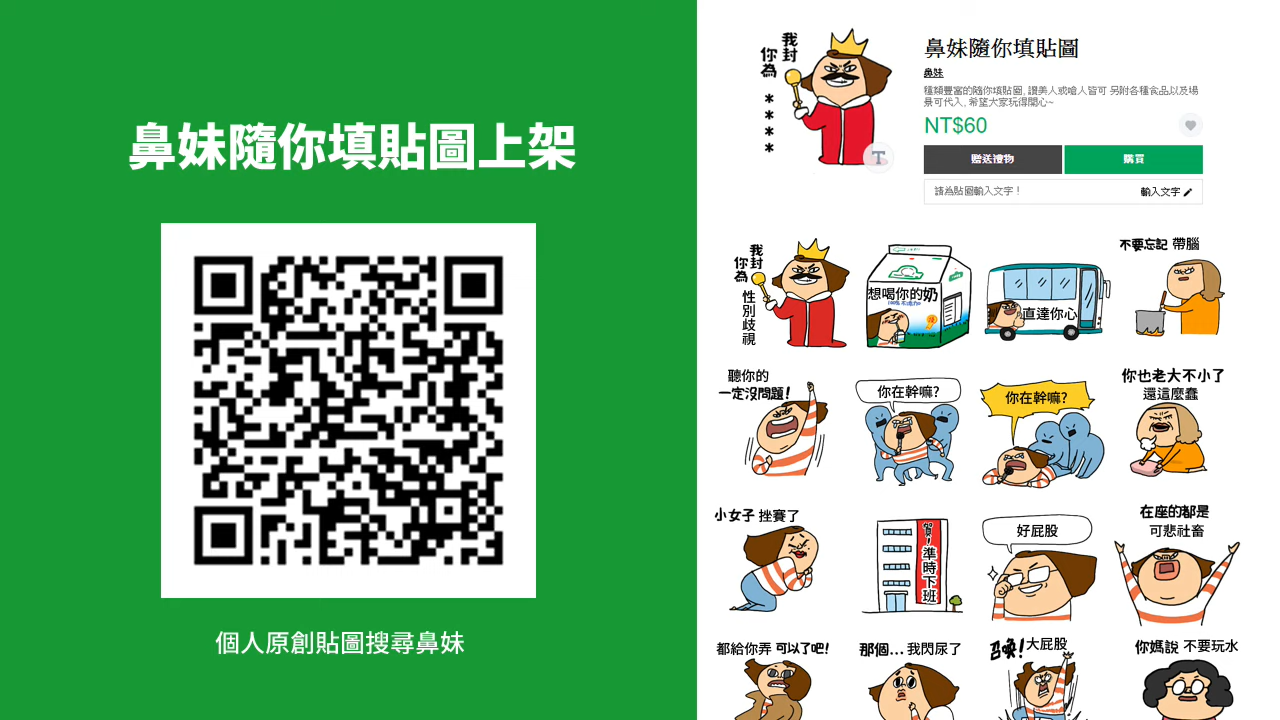 鼻妹隨你填貼圖上架
個人原創貼圖搜尋鼻妹
我封
你為
****
鼻妹隨你填貼圖
鼻妹
種類豐富的隨你填貼圖, 讚美人或嗆人皆可 另附各種食品以及場
景可代入, 希望大家玩得開心~
NT$60
贈送禮物
購買
請為貼圖輸入文字！
輸入文字
我封
你為
性別歧視
想喝你的奶
直達你心
不要忘記 帶腦
聽你的
一定沒問題!
你在幹嘛?
你在幹嘛?
你也老大不小了
還這麼蠢
小女子 挫賽了
賀!準時下班
好屁股
在座的都是
可悲社畜
都給你弄 可以了吧!
那個... 我閃尿了
召喚! 大屁股
你媽說 不要玩水